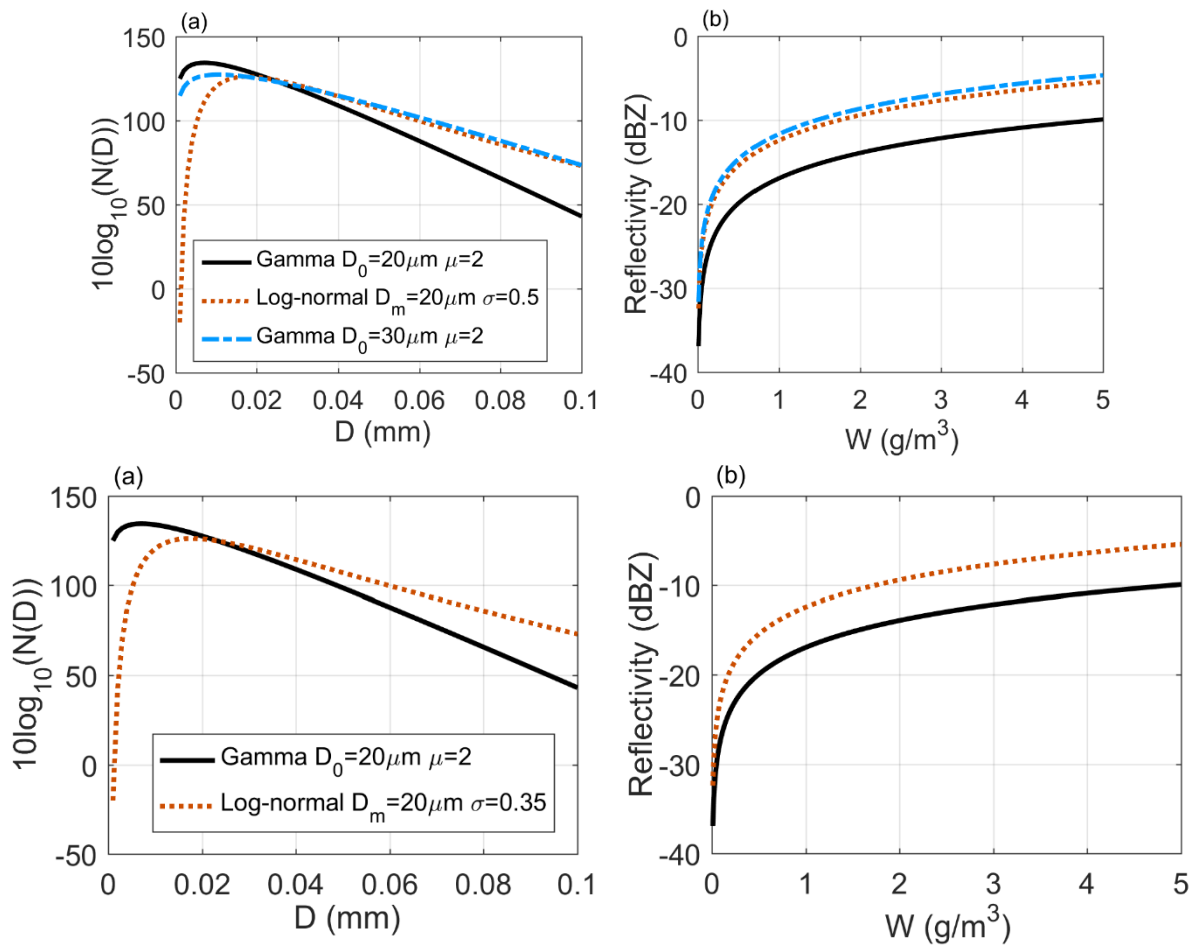 (a)
150
100
50
0
-50
10log₁₀(N(D))
Gamma D₀=20μm μ=2
Log-normal Dₘ=20μm σ=0.5
Gamma D₀=30μm μ=2
0 0.02 0.04 0.06 0.08 0.1
D (mm)
(b)
0
-10
-20
-30
-40
Reflectivity (dBZ)
0 1 2 3 4 5
W (g/m³)
(a)
150
100
50
0
-50
10log₁₀(N(D))
Gamma D₀=20μm μ=2
Log-normal Dₘ=20μm σ=0.35
0 0.02 0.04 0.06 0.08 0.1
D (mm)
(b)
0
-10
-20
-30
-40
Reflectivity (dBZ)
0 1 2 3 4 5
W (g/m³)